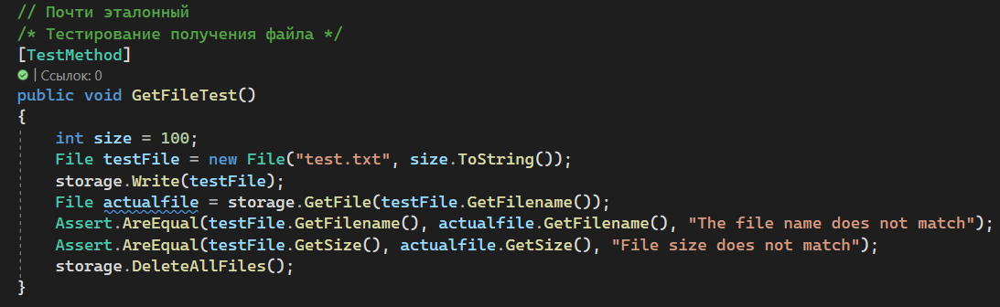 // Почти эталонный
/* Тестирование получения файла */
[TestMethod]
| Ссылок: 0
public void GetFileTest()
{
    int size = 100;
    File testFile = new File("test.txt", size.ToString());
    storage.Write(testFile);
    File actualfile = storage.GetFile(testFile.GetFilename());
    Assert.AreEqual(testFile.GetFilename(), actualfile.GetFilename(), "The file name does not match");
    Assert.AreEqual(testFile.GetSize(), actualfile.GetSize(), "File size does not match");
    storage.DeleteAllFiles();
}